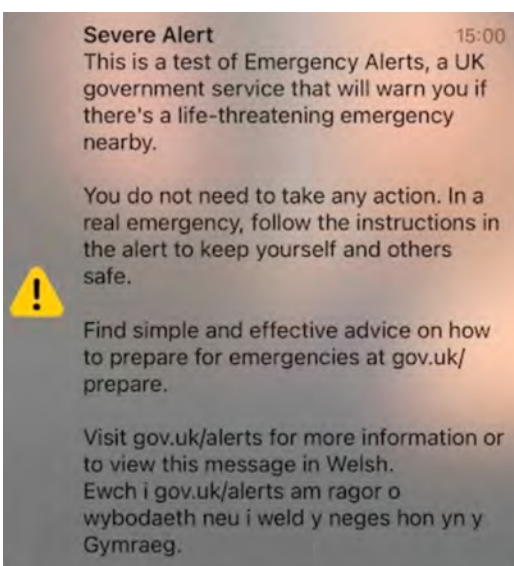 Severe Alert 15:00
This is a test of Emergency Alerts, a UK
government service that will warn you if
there's a life-threatening emergency
nearby.
You do not need to take any action. In a
real emergency, follow the instructions in
the alert to keep yourself and others
safe.
Find simple and effective advice on how
to prepare for emergencies at gov.uk/
prepare.
Visit gov.uk/alerts for more information or
to view this message in Welsh.
Ewch i gov.uk/alerts am ragor o
wybodaeth neu i weld y neges hon yn y
Gymraeg.